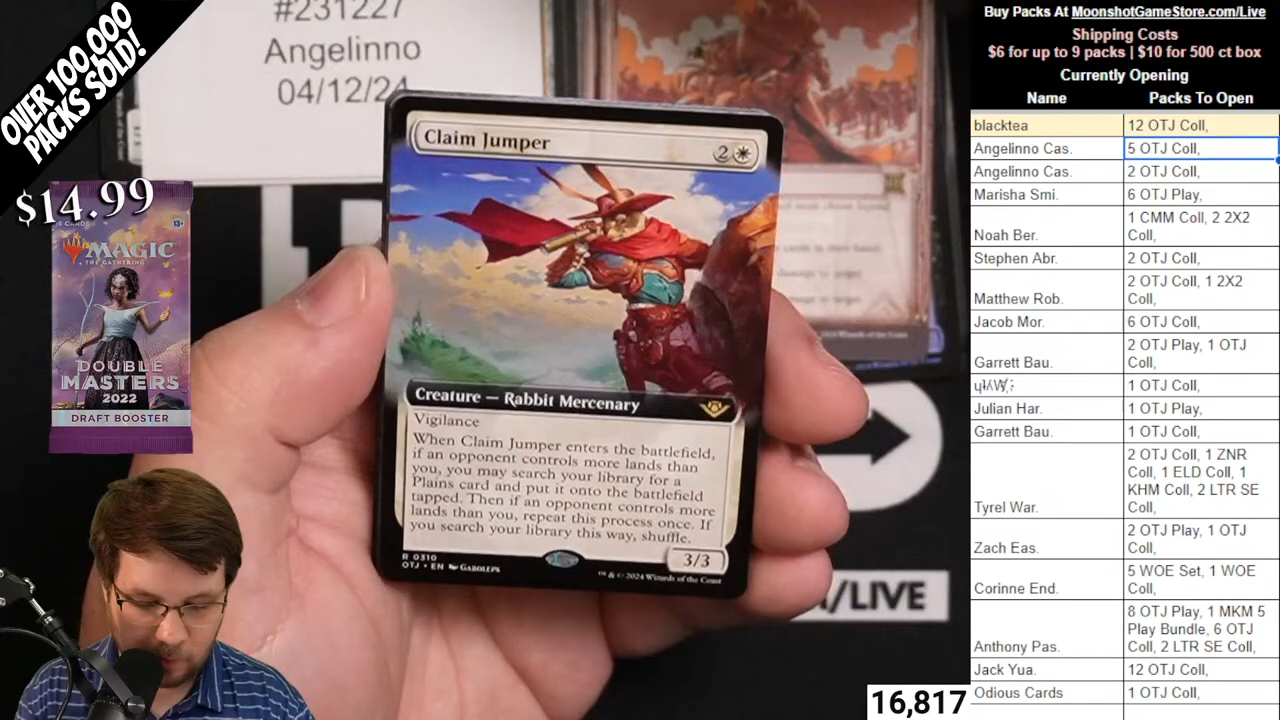 OVER 100,000
PACKS SOLD!
$14.99
MAGIC
THE GATHERING
DOUBLE
MASTERS
2022
DRAFT BOOSTER
#231227
Angelinno
04/12/24
Claim Jumper
2
Creature — Rabbit Mercenary
Vigilance
When Claim Jumper enters the battlefield,
if an opponent controls more lands than
you, you may search your library for a
Plains card and put it onto the battlefield
tapped. Then if an opponent controls more
lands than you, repeat this process once. If
you search your library this way, shuffle.
3/3
R 0310
OTJ • EN GABOLEPS
™ & © 2024 Wizards of the Coast
/LIVE
Buy Packs At MoonshotGameStore.com/Live
Shipping Costs
$6 for up to 9 packs | $10 for 500 ct box
Currently Opening
Name Packs To Open
blacktea 12 OTJ Coll,
Angelinno Cas. 5 OTJ Coll,
Angelinno Cas. 2 OTJ Coll,
Marisha Smi. 6 OTJ Play,
Noah Ber. 1 CMM Coll, 2 2X2
Coll,
Stephen Abr. 2 OTJ Coll,
Matthew Rob. 2 OTJ Coll, 1 2X2
Coll,
Jacob Mor. 6 OTJ Coll,
Garrett Bau. 2 OTJ Play, 1 OTJ
Coll,
1 OTJ Coll,
Julian Har. 1 OTJ Play,
Garrett Bau. 1 OTJ Coll,
Tyrel War. 2 OTJ Coll, 1 ZNR
Coll, 1 ELD Coll, 1
KHM Coll, 2 LTR SE
Coll,
Zach Eas. 2 OTJ Play, 1 OTJ
Coll,
Corinne End. 5 WOE Set, 1 WOE
Coll,
Anthony Pas. 8 OTJ Play, 1 MKM 5
Play Bundle, 6 OTJ
Coll, 2 LTR SE Coll,
Jack Yua. 12 OTJ Coll,
Odious Cards 1 OTJ Coll,
16,817